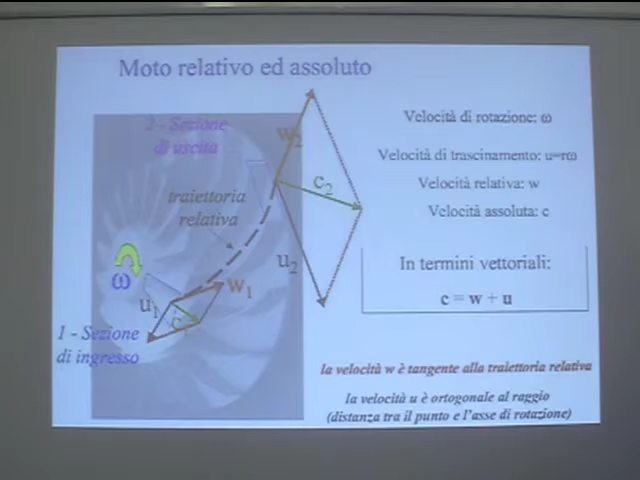 Moto relativo ed assoluto
2 - Sezione
di uscita
w2
Velocità di rotazione: ω
Velocità di trascinamento: u=rω
c2
Velocità relativa: w
traiettoria
relativa
Velocità assoluta: c
u2
In termini vettoriali:
ω
w1
u1
c = w + u
c1
1 - Sezione
di ingresso
la velocità w è tangente alla traiettoria relativa
la velocità u è ortogonale al raggio
(distanza tra il punto e l'asse di rotazione)